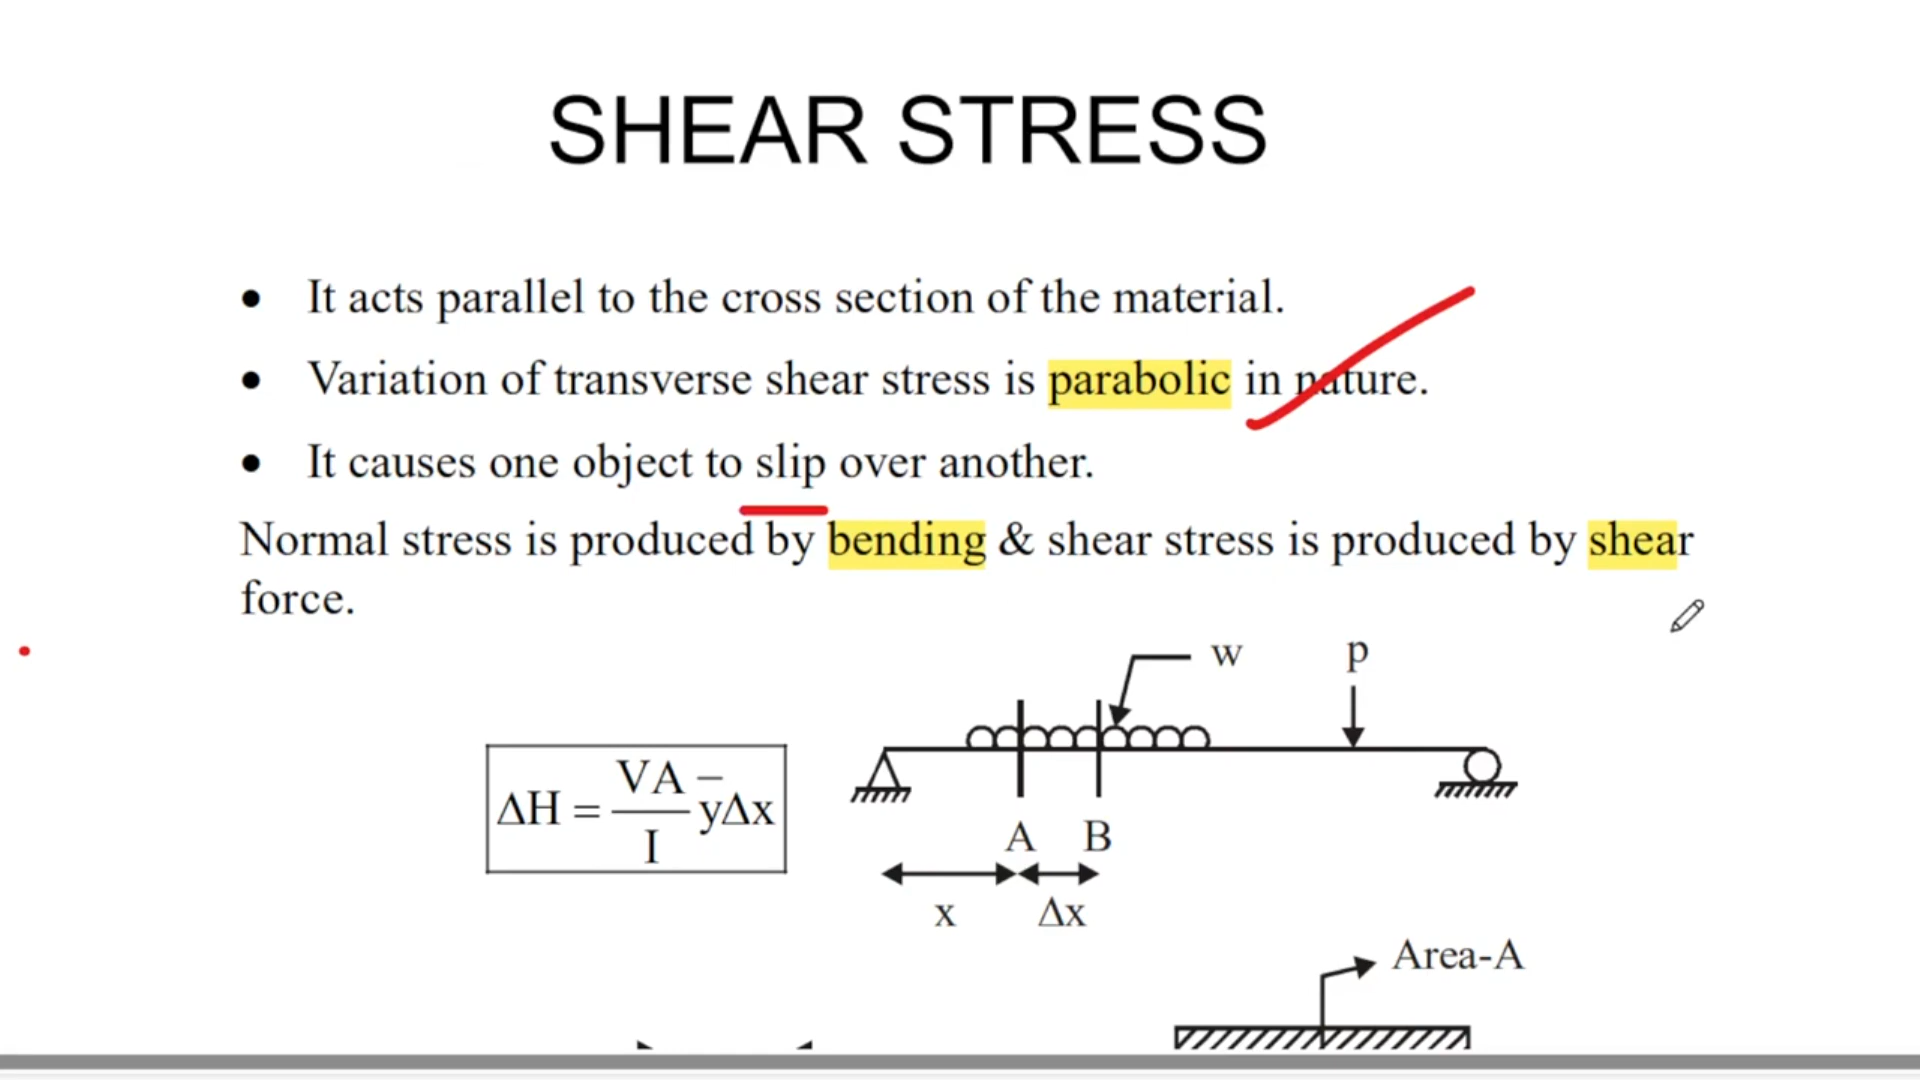 SHEAR STRESS
• It acts parallel to the cross section of the material.
• Variation of transverse shear stress is parabolic in nature.
• It causes one object to slip over another.
Normal stress is produced by bending & shear stress is produced by shear
force.
w
p
ΔH = VA/I y̅Δx
A B
x Δx
Area-A